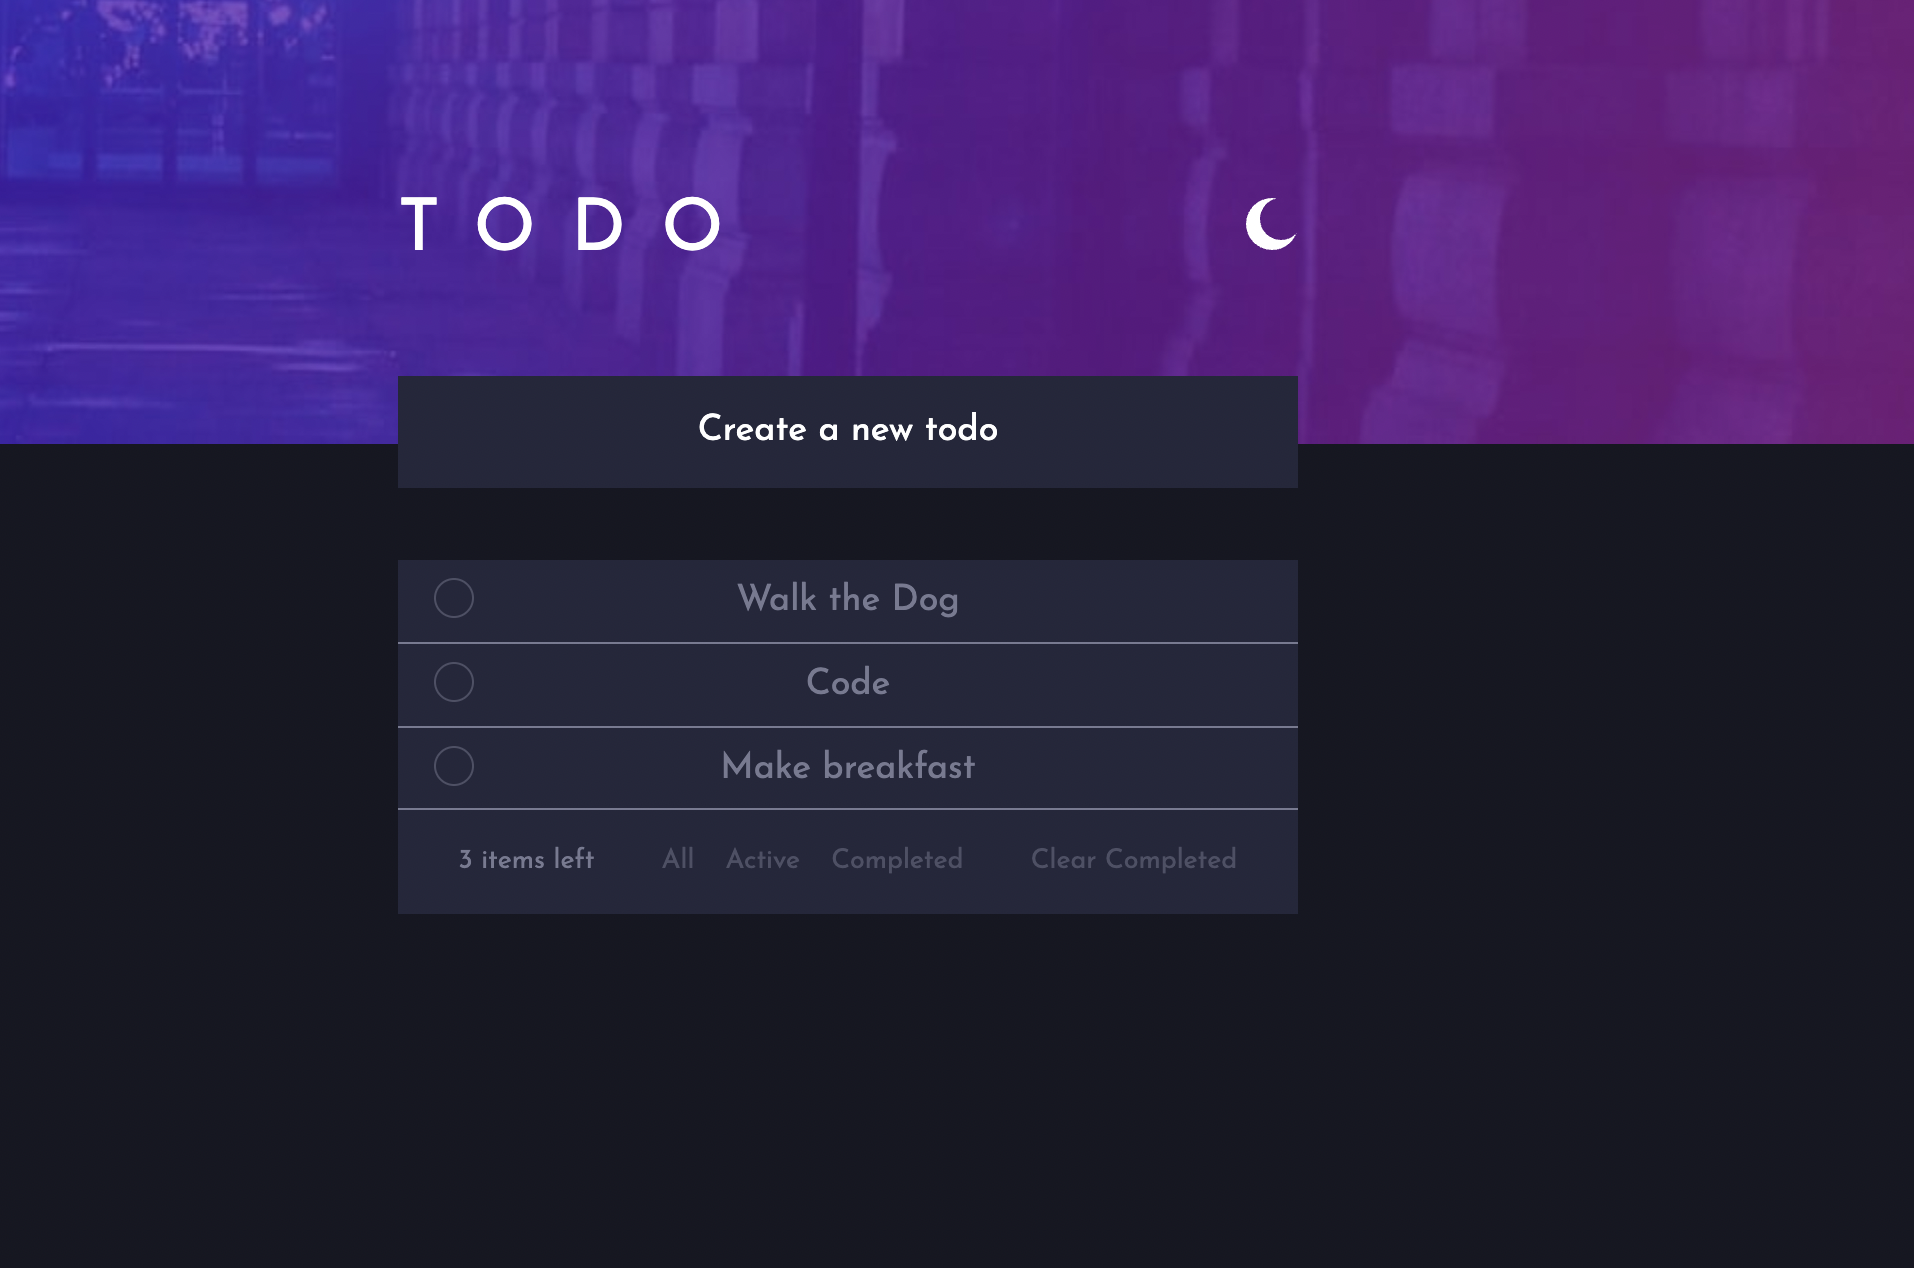 TODO
Create a new todo
Walk the Dog
Code
Make breakfast
3 items left All Active Completed Clear Completed